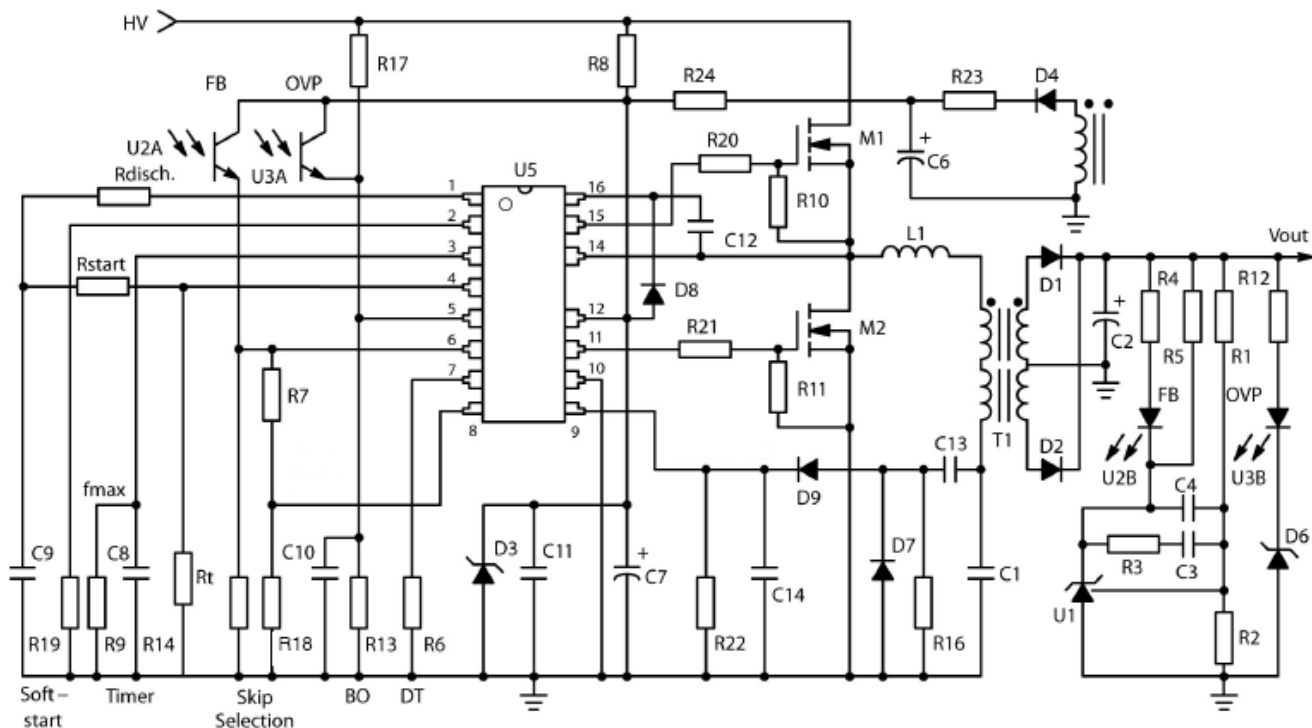 HV
R17
R8
R24
R23
D4
FB
OVP
U2A
U3A
Rdisch.
U5
R20
M1
C6
R10
1
16
2
15
3
14
C12
L1
Vout
Rstart
4
D8
D1
R4
R12
5
12
M2
C2
6
11
R21
R5
R1
7
10
R7
R11
FB
OVP
8
9
C13
T1
D2
U2B
U3B
fmax
D9
C4
C9
C8
C10
D3
C11
C7
D7
C1
R3
C3
D6
Rt
C14
U1
R19
R9
R14
R18
R13
R6
R22
R16
R2
Soft–
start
Timer
Skip
Selection
BO
DT